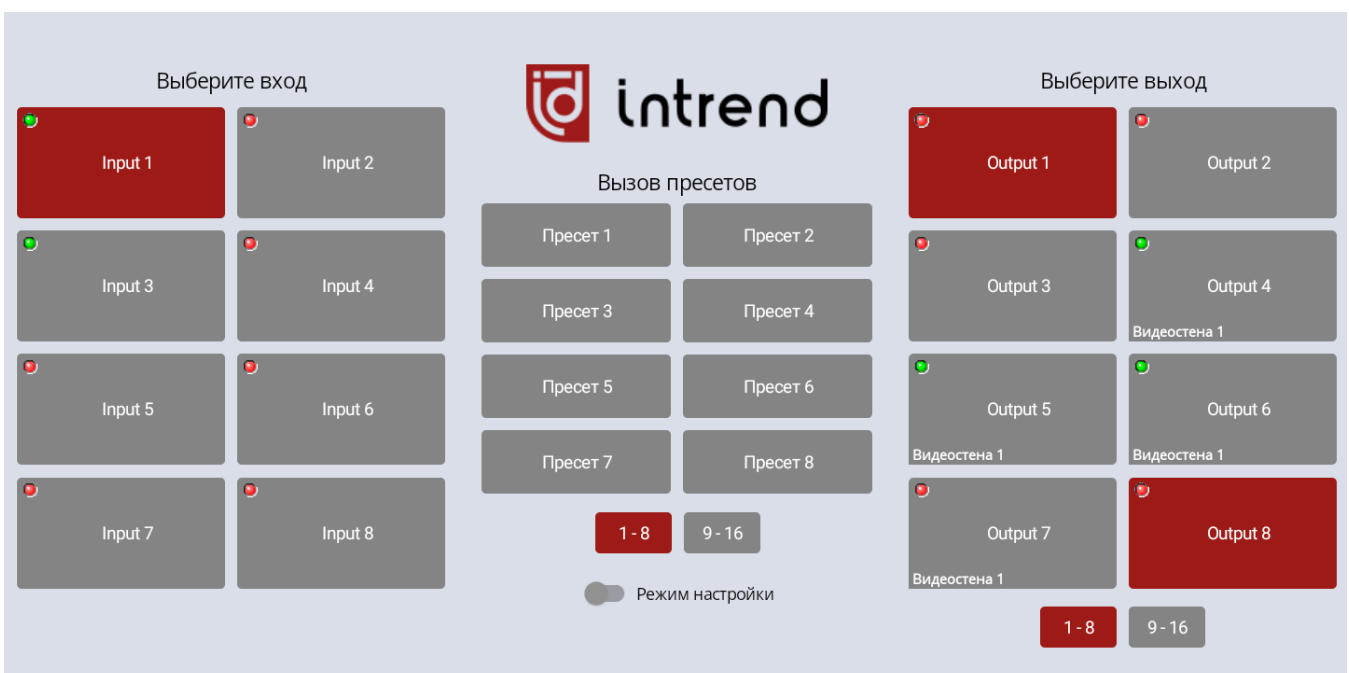 Выберите вход
Input 1
Input 2
Input 3
Input 4
Input 5
Input 6
Input 7
Input 8
intrend
Вызов пресетов
Пресет 1
Пресет 2
Пресет 3
Пресет 4
Пресет 5
Пресет 6
Пресет 7
Пресет 8
1 - 8
9 - 16
Режим настройки
Выберите выход
Output 1
Output 2
Output 3
Output 4
Видеостена 1
Output 5
Видеостена 1
Output 6
Видеостена 1
Output 7
Видеостена 1
Output 8
1 - 8
9 - 16